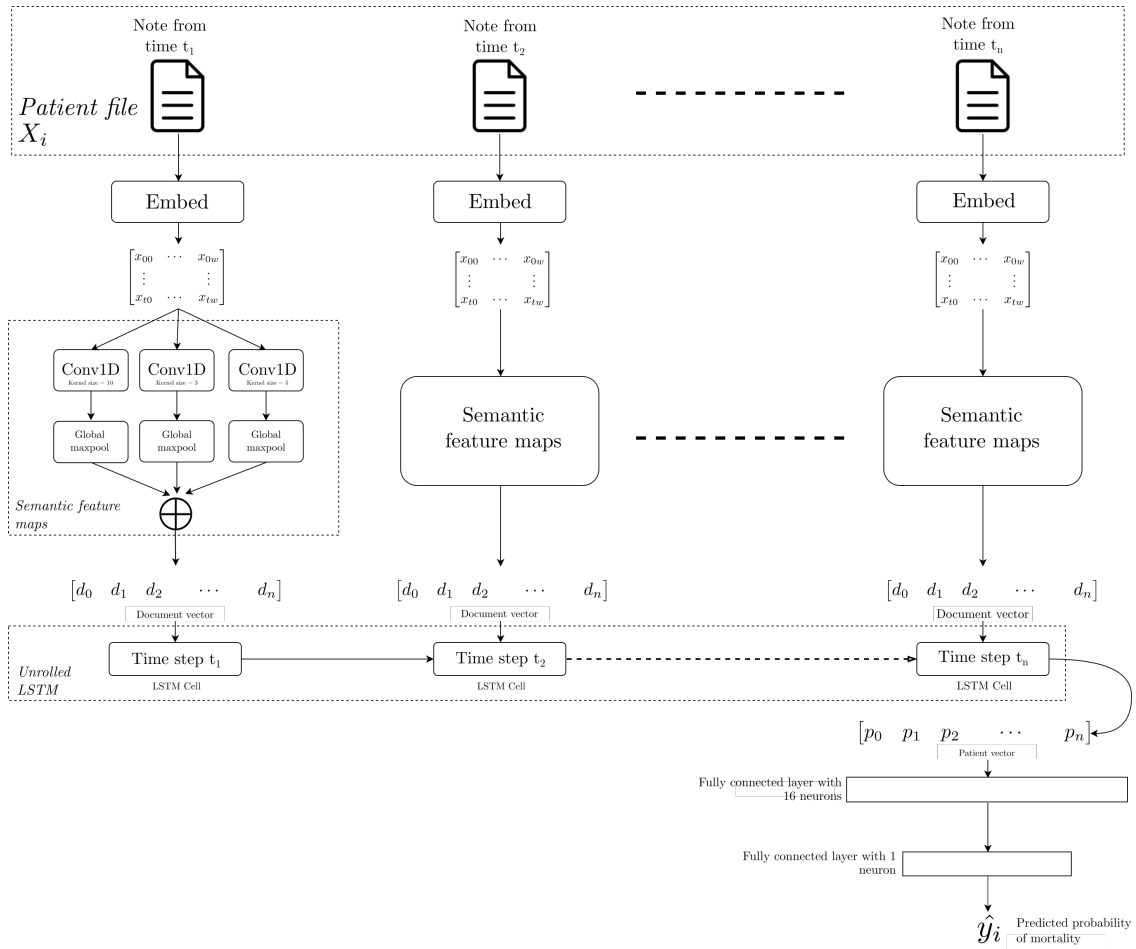 Note from
time t₁
Note from
time t₂
Note from
time tₙ
Patient file
Xᵢ
Embed
Embed
Embed
[x₀₀ ⋯ x₀w
⋮ ⋮
xₜ₀ ⋯ xₜw]
[x₀₀ ⋯ x₀w
⋮ ⋮
xₜ₀ ⋯ xₜw]
[x₀₀ ⋯ x₀w
⋮ ⋮
xₜ₀ ⋯ xₜw]
Conv1D
Kernel size = 10
Conv1D
Kernel size = 3
Conv1D
Kernel size = 5
Global
maxpool
Global
maxpool
Global
maxpool
Semantic feature
maps
Semantic
feature maps
Semantic
feature maps
[d₀ d₁ d₂ ⋯ dₙ]
Document vector
[d₀ d₁ d₂ ⋯ dₙ]
Document vector
[d₀ d₁ d₂ ⋯ dₙ]
Document vector
Unrolled
LSTM
Time step t₁
LSTM Cell
Time step t₂
LSTM Cell
Time step tₙ
LSTM Cell
[p₀ p₁ p₂ ⋯ pₙ]
Patient vector
Fully connected layer with
16 neurons
Fully connected layer with 1
neuron
ŷᵢ
Predicted probability
of mortality